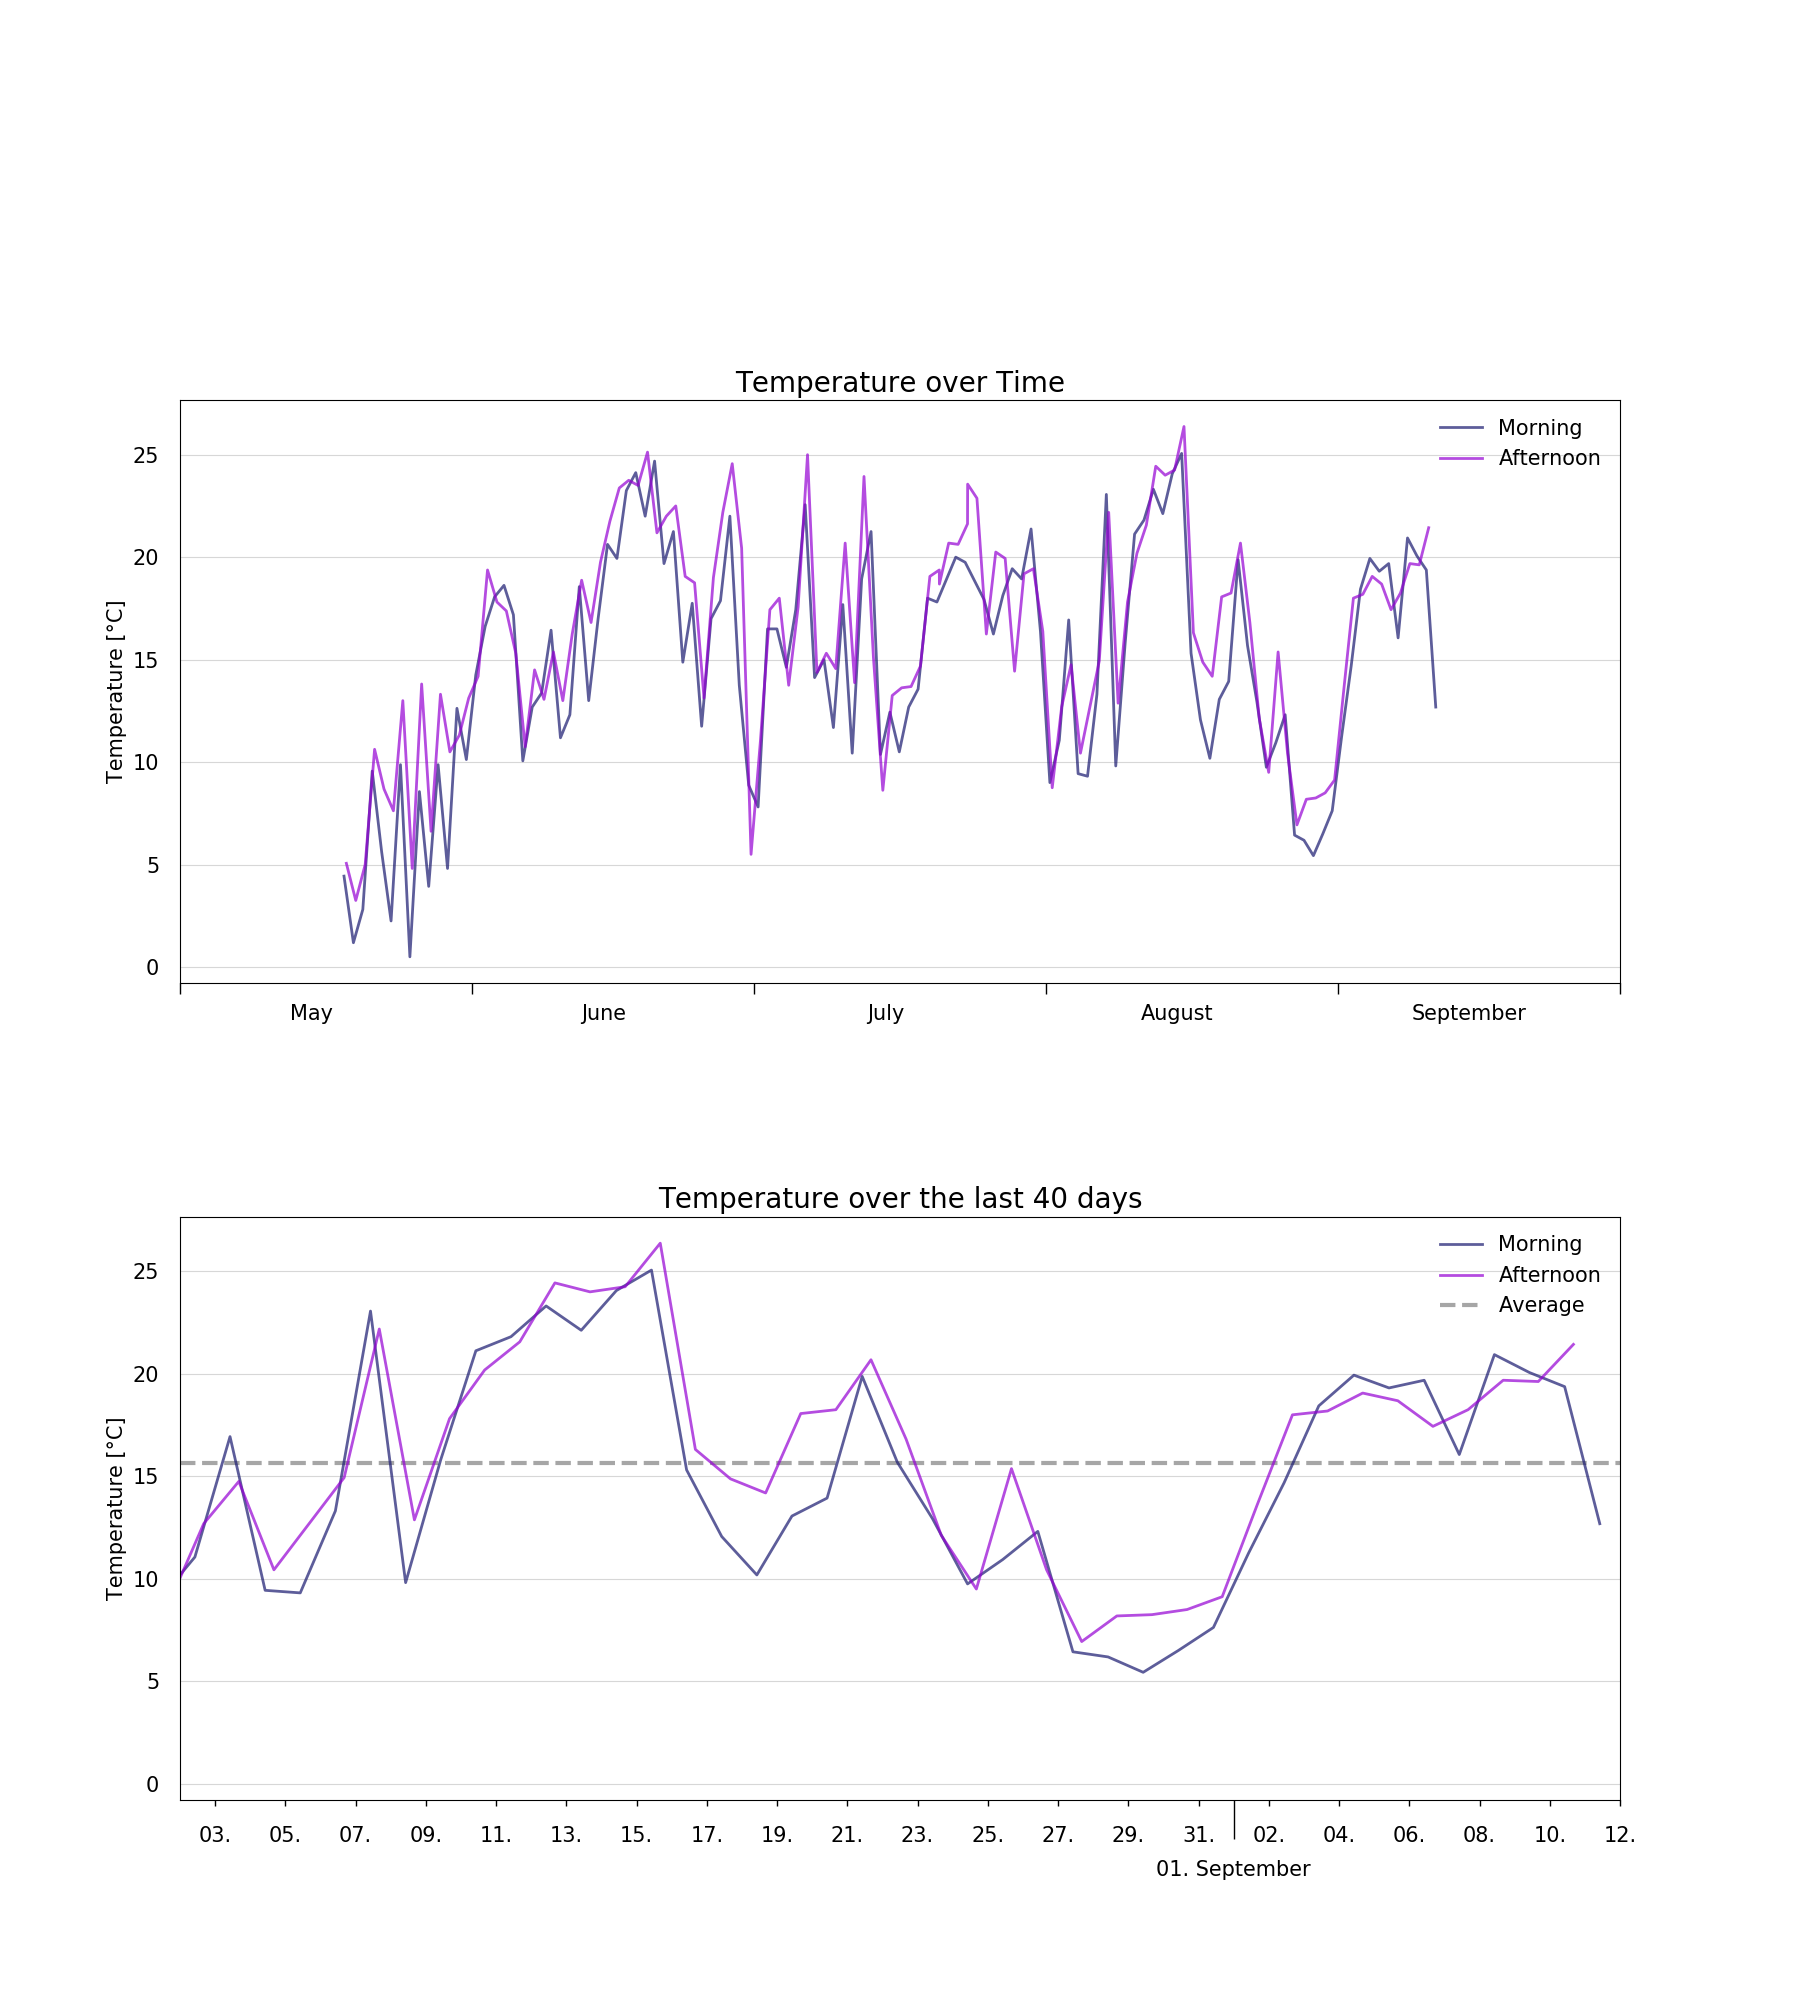 Temperature over Time
Morning
Afternoon
Temperature [°C]
25
20
15
10
5
0
May June July August September
Temperature over the last 40 days
Morning
Afternoon
Average
Temperature [°C]
25
20
15
10
5
0
03. 05. 07. 09. 11. 13. 15. 17. 19. 21. 23. 25. 27. 29. 31. 02. 04. 06. 08. 10. 12.
01. September